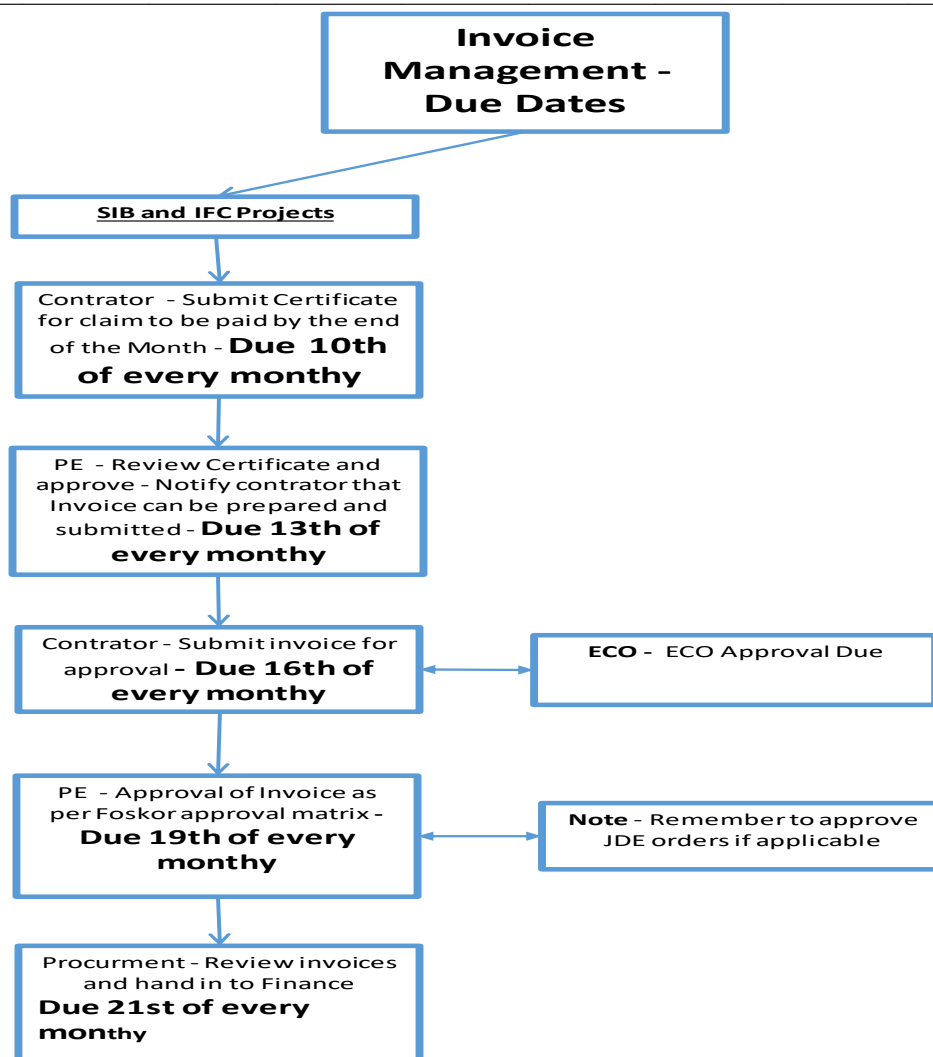 Invoice
Management -
Due Dates
SIB and IFC Projects
Contrator - Submit Certificate
for claim to be paid by the end
of the Month - Due 10th
of every monthy
PE - Review Certificate and
approve - Notify contrator that
Invoice can be prepared and
submitted - Due 13th of
every monthy
Contrator - Submit invoice for
approval - Due 16th of
every monthy
ECO - ECO Approval Due
PE - Approval of Invoice as
per Foskor approval matrix -
Due 19th of every
monthy
Note - Remember to approve
JDE orders if applicable
Procurment - Review invoices
and hand in to Finance
Due 21st of every
monthy